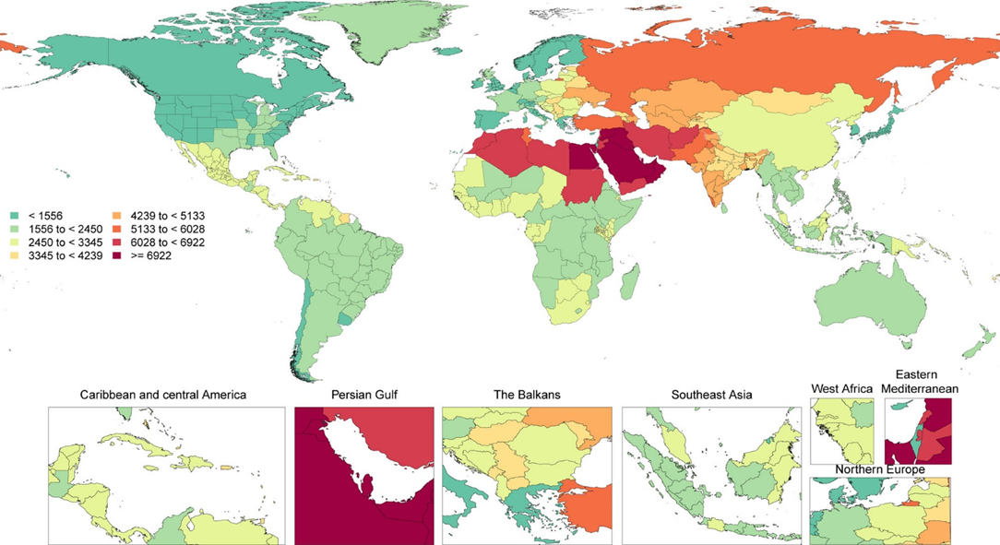 < 1556
1556 to < 2450
2450 to < 3345
3345 to < 4239
4239 to < 5133
5133 to < 6028
6028 to < 6922
>= 6922
Caribbean and central America
Persian Gulf
The Balkans
Southeast Asia
West Africa
Eastern
Mediterranean
Northern Europe